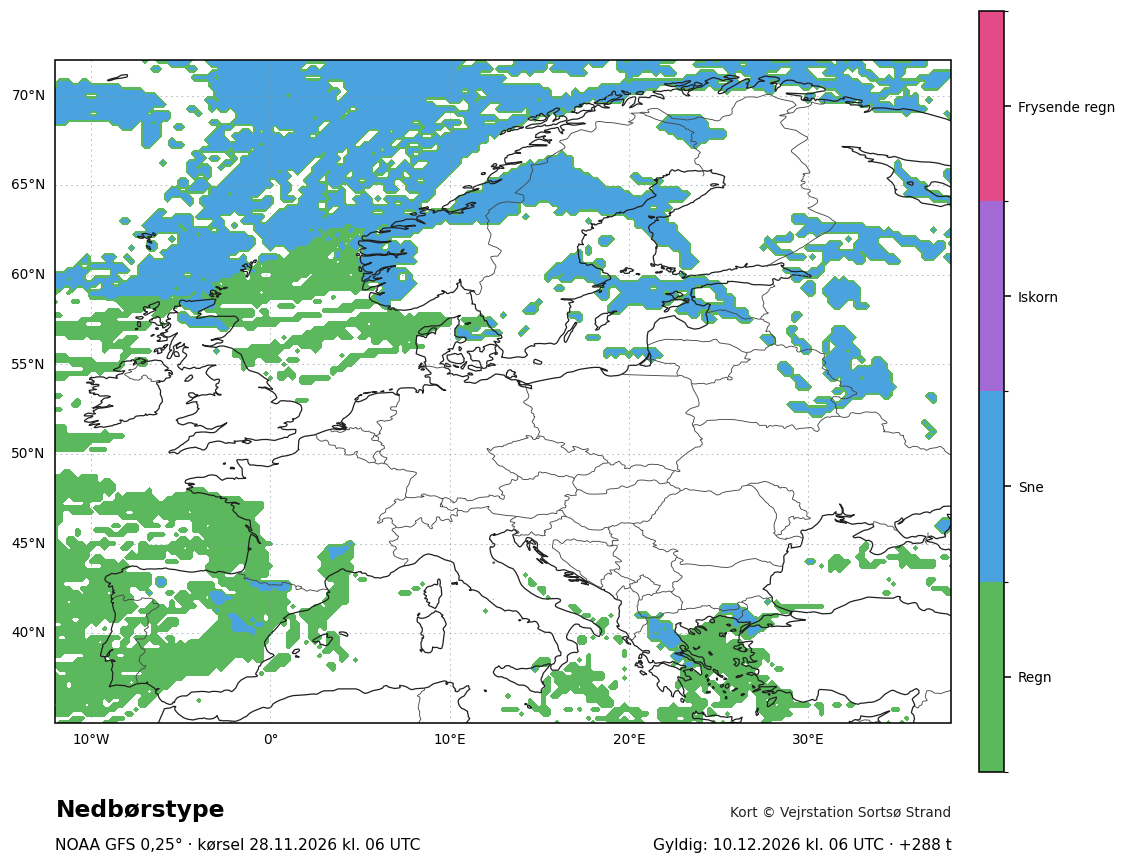 70°N
65°N
60°N
55°N
50°N
45°N
40°N
10°W
0°
10°E
20°E
30°E
Frysende regn
Iskorn
Sne
Regn
Nedbørstype
Kort © Vejrstation Sortsø Strand
NOAA GFS 0,25° · kørsel 28.11.2026 kl. 06 UTC
Gyldig: 10.12.2026 kl. 06 UTC · +288 t